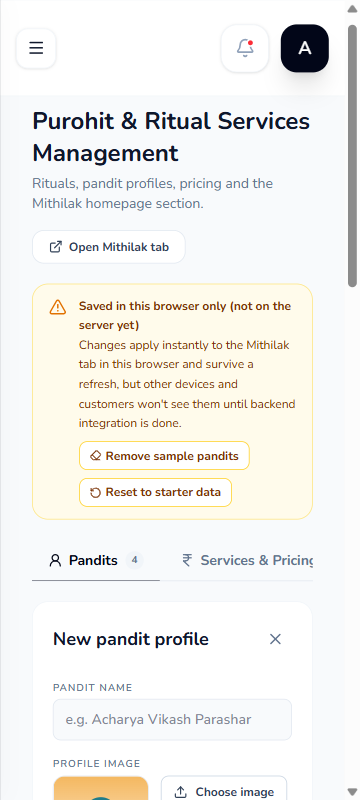 A
Purohit & Ritual Services
Management
Rituals, pandit profiles, pricing and the
Mithilak homepage section.
Open Mithilak tab
Saved in this browser only (not on the
server yet)
Changes apply instantly to the Mithilak
tab in this browser and survive a
refresh, but other devices and
customers won't see them until backend
integration is done.
Remove sample pandits
Reset to starter data
Pandits 4 ₹ Services & Pricing
New pandit profile
PANDIT NAME
e.g. Acharya Vikash Parashar
PROFILE IMAGE
Choose image